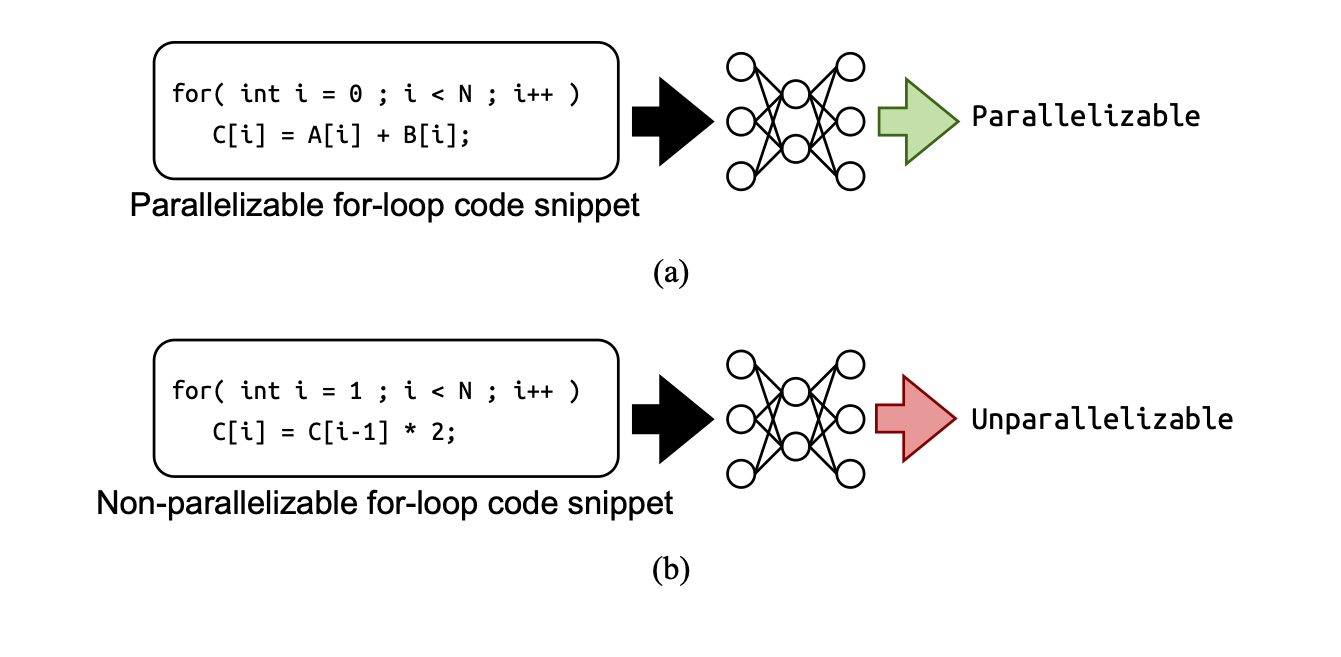 for( int i = 0 ; i < N ; i++ )
C[i] = A[i] + B[i];
Parallelizable
Parallelizable for-loop code snippet
(a)
for( int i = 1 ; i < N ; i++ )
C[i] = C[i-1] * 2;
Unparallelizable
Non-parallelizable for-loop code snippet
(b)